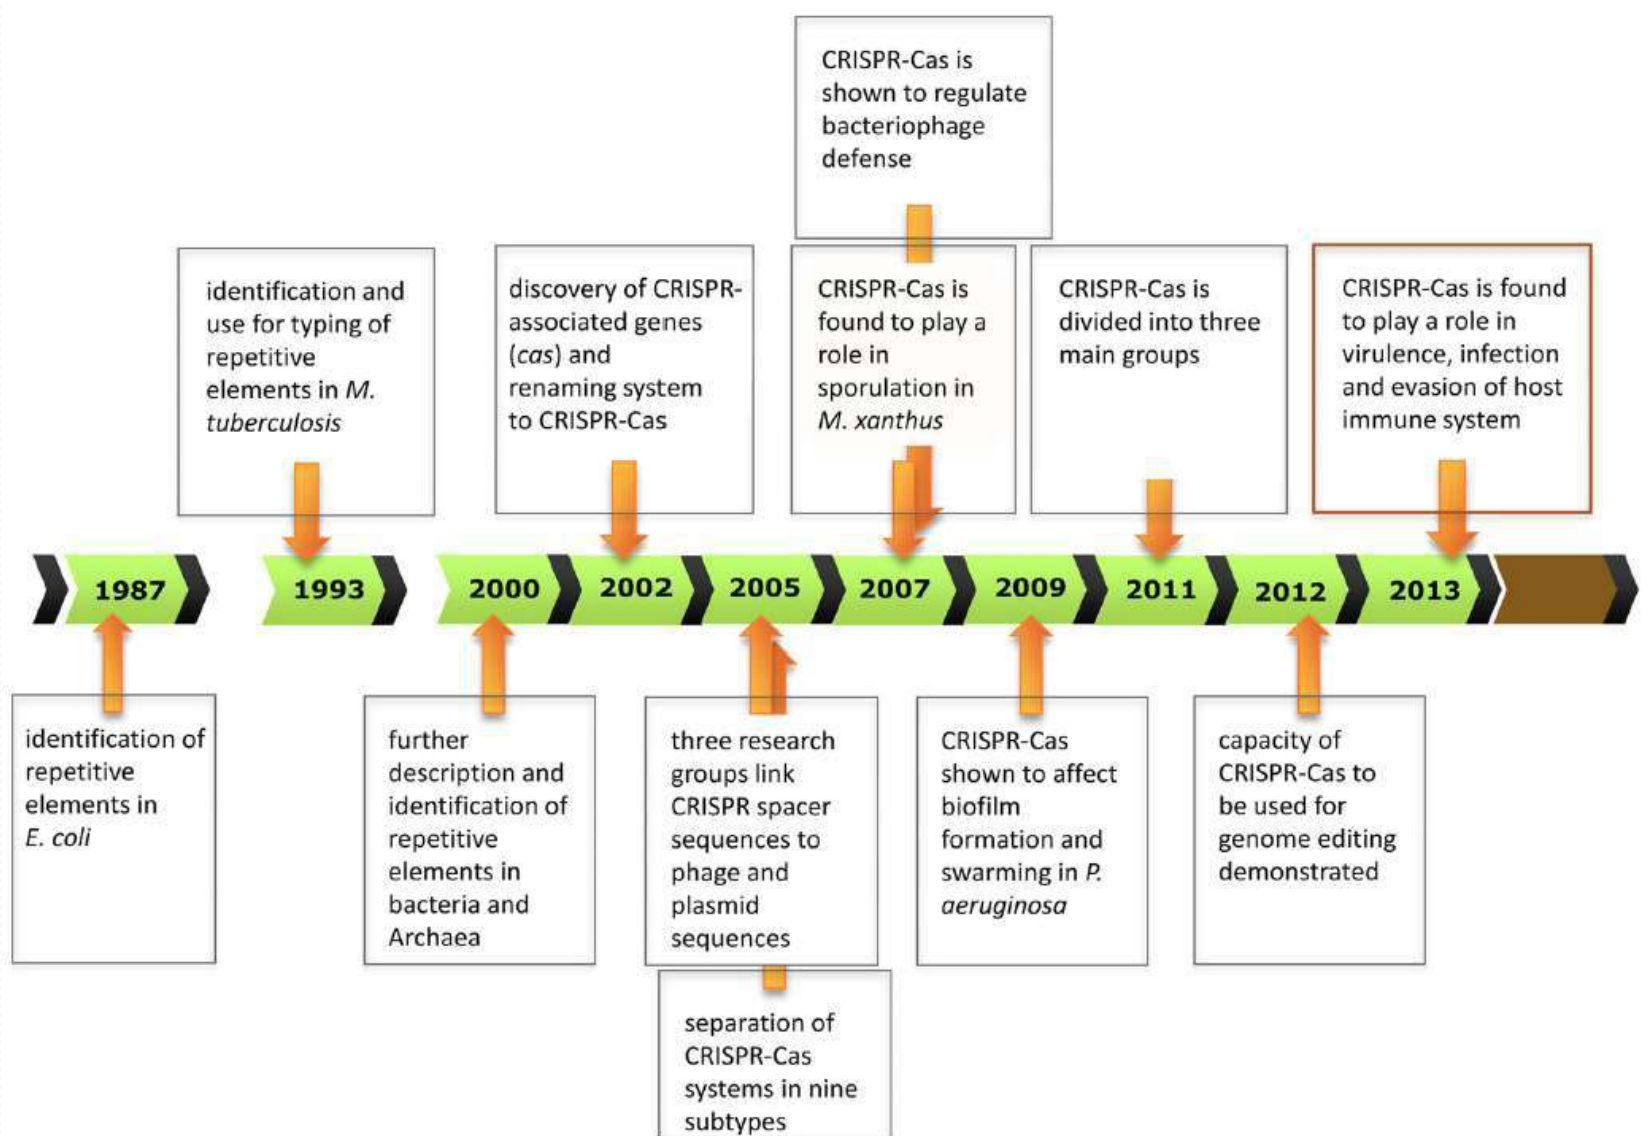 CRISPR-Cas is
shown to regulate
bacteriophage
defense
identification and
use for typing of
repetitive
elements in M.
tuberculosis
discovery of CRISPR-
associated genes
(cas) and
renaming system
to CRISPR-Cas
CRISPR-Cas is
found to play a
role in
sporulation in
M. xanthus
CRISPR-Cas is
divided into three
main groups
CRISPR-Cas is found
to play a role in
virulence, infection
and evasion of host
immune system
1987
1993
2000
2002
2005
2007
2009
2011
2012
2013
identification of
repetitive
elements in
E. coli
further
description and
identification of
repetitive
elements in
bacteria and
Archaea
three research
groups link
CRISPR spacer
sequences to
phage and
plasmid
sequences
CRISPR-Cas
shown to affect
biofilm
formation and
swarming in P.
aeruginosa
capacity of
CRISPR-Cas to
be used for
genome editing
demonstrated
separation of
CRISPR-Cas
systems in nine
subtypes